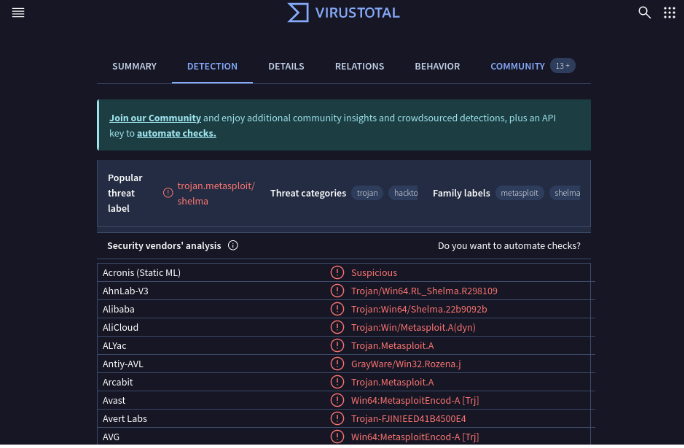 VIRUSTOTAL
SUMMARY DETECTION DETAILS RELATIONS BEHAVIOR COMMUNITY 13 +
Join our Community and enjoy additional community insights and crowdsourced detections, plus an API
key to automate checks.
Popular threat label trojan.metasploit/shelma Threat categories trojan hackto Family labels metasploit shelma
Security vendors' analysis Do you want to automate checks?
Acronis (Static ML) Suspicious
AhnLab-V3 Trojan/Win64.RL_Shelma.R298109
Alibaba Trojan:Win64/Shelma.22b9092b
AliCloud Trojan:Win/Metasploit.A(dyn)
ALYac Trojan.Metasploit.A
Antiy-AVL GrayWare/Win32.Rozena.j
Arcabit Trojan.Metasploit.A
Avast Win64:MetasploitEncod-A [Trj]
Avert Labs Trojan-FJIN!EED41B4500E4
AVG Win64:MetasploitEncod-A [Trj]